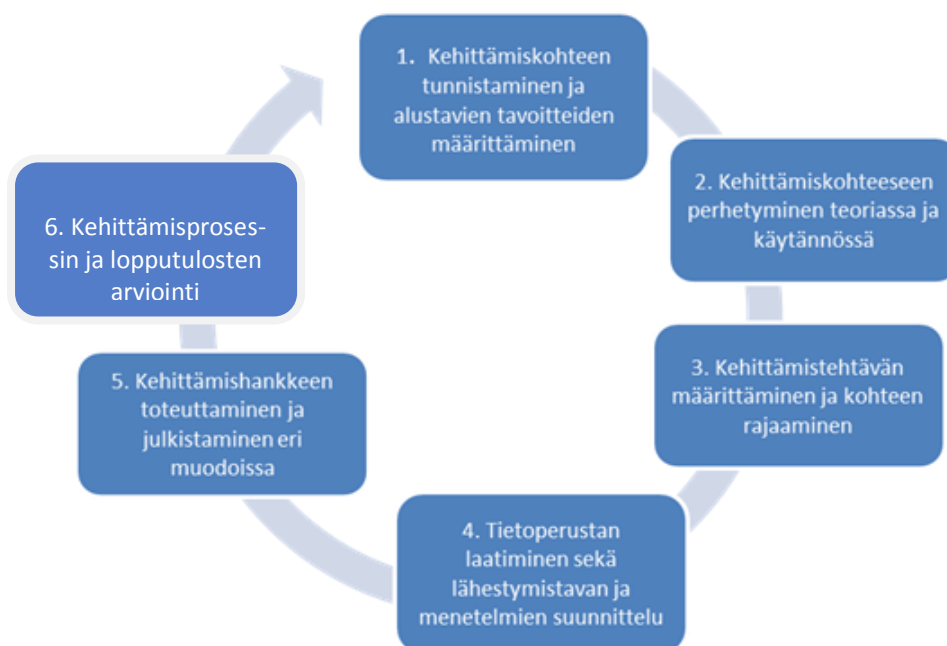 1. Kehittämiskohteen
tunnistaminen ja
alustavien tavoitteiden
määrittäminen
2. Kehittämiskohteeseen
perhetyminen teoriassa ja
käytännössä
3. Kehittämistehtävän
määrittäminen ja kohteen
rajaaminen
4. Tietoperustan
laatiminen sekä
lähestymistavan ja
menetelmien suunnittelu
5. Kehittämishankkeen
toteuttaminen ja
julkistaminen eri
muodoissa
6. Kehittämisproses-
sin ja lopputulosten
arviointi